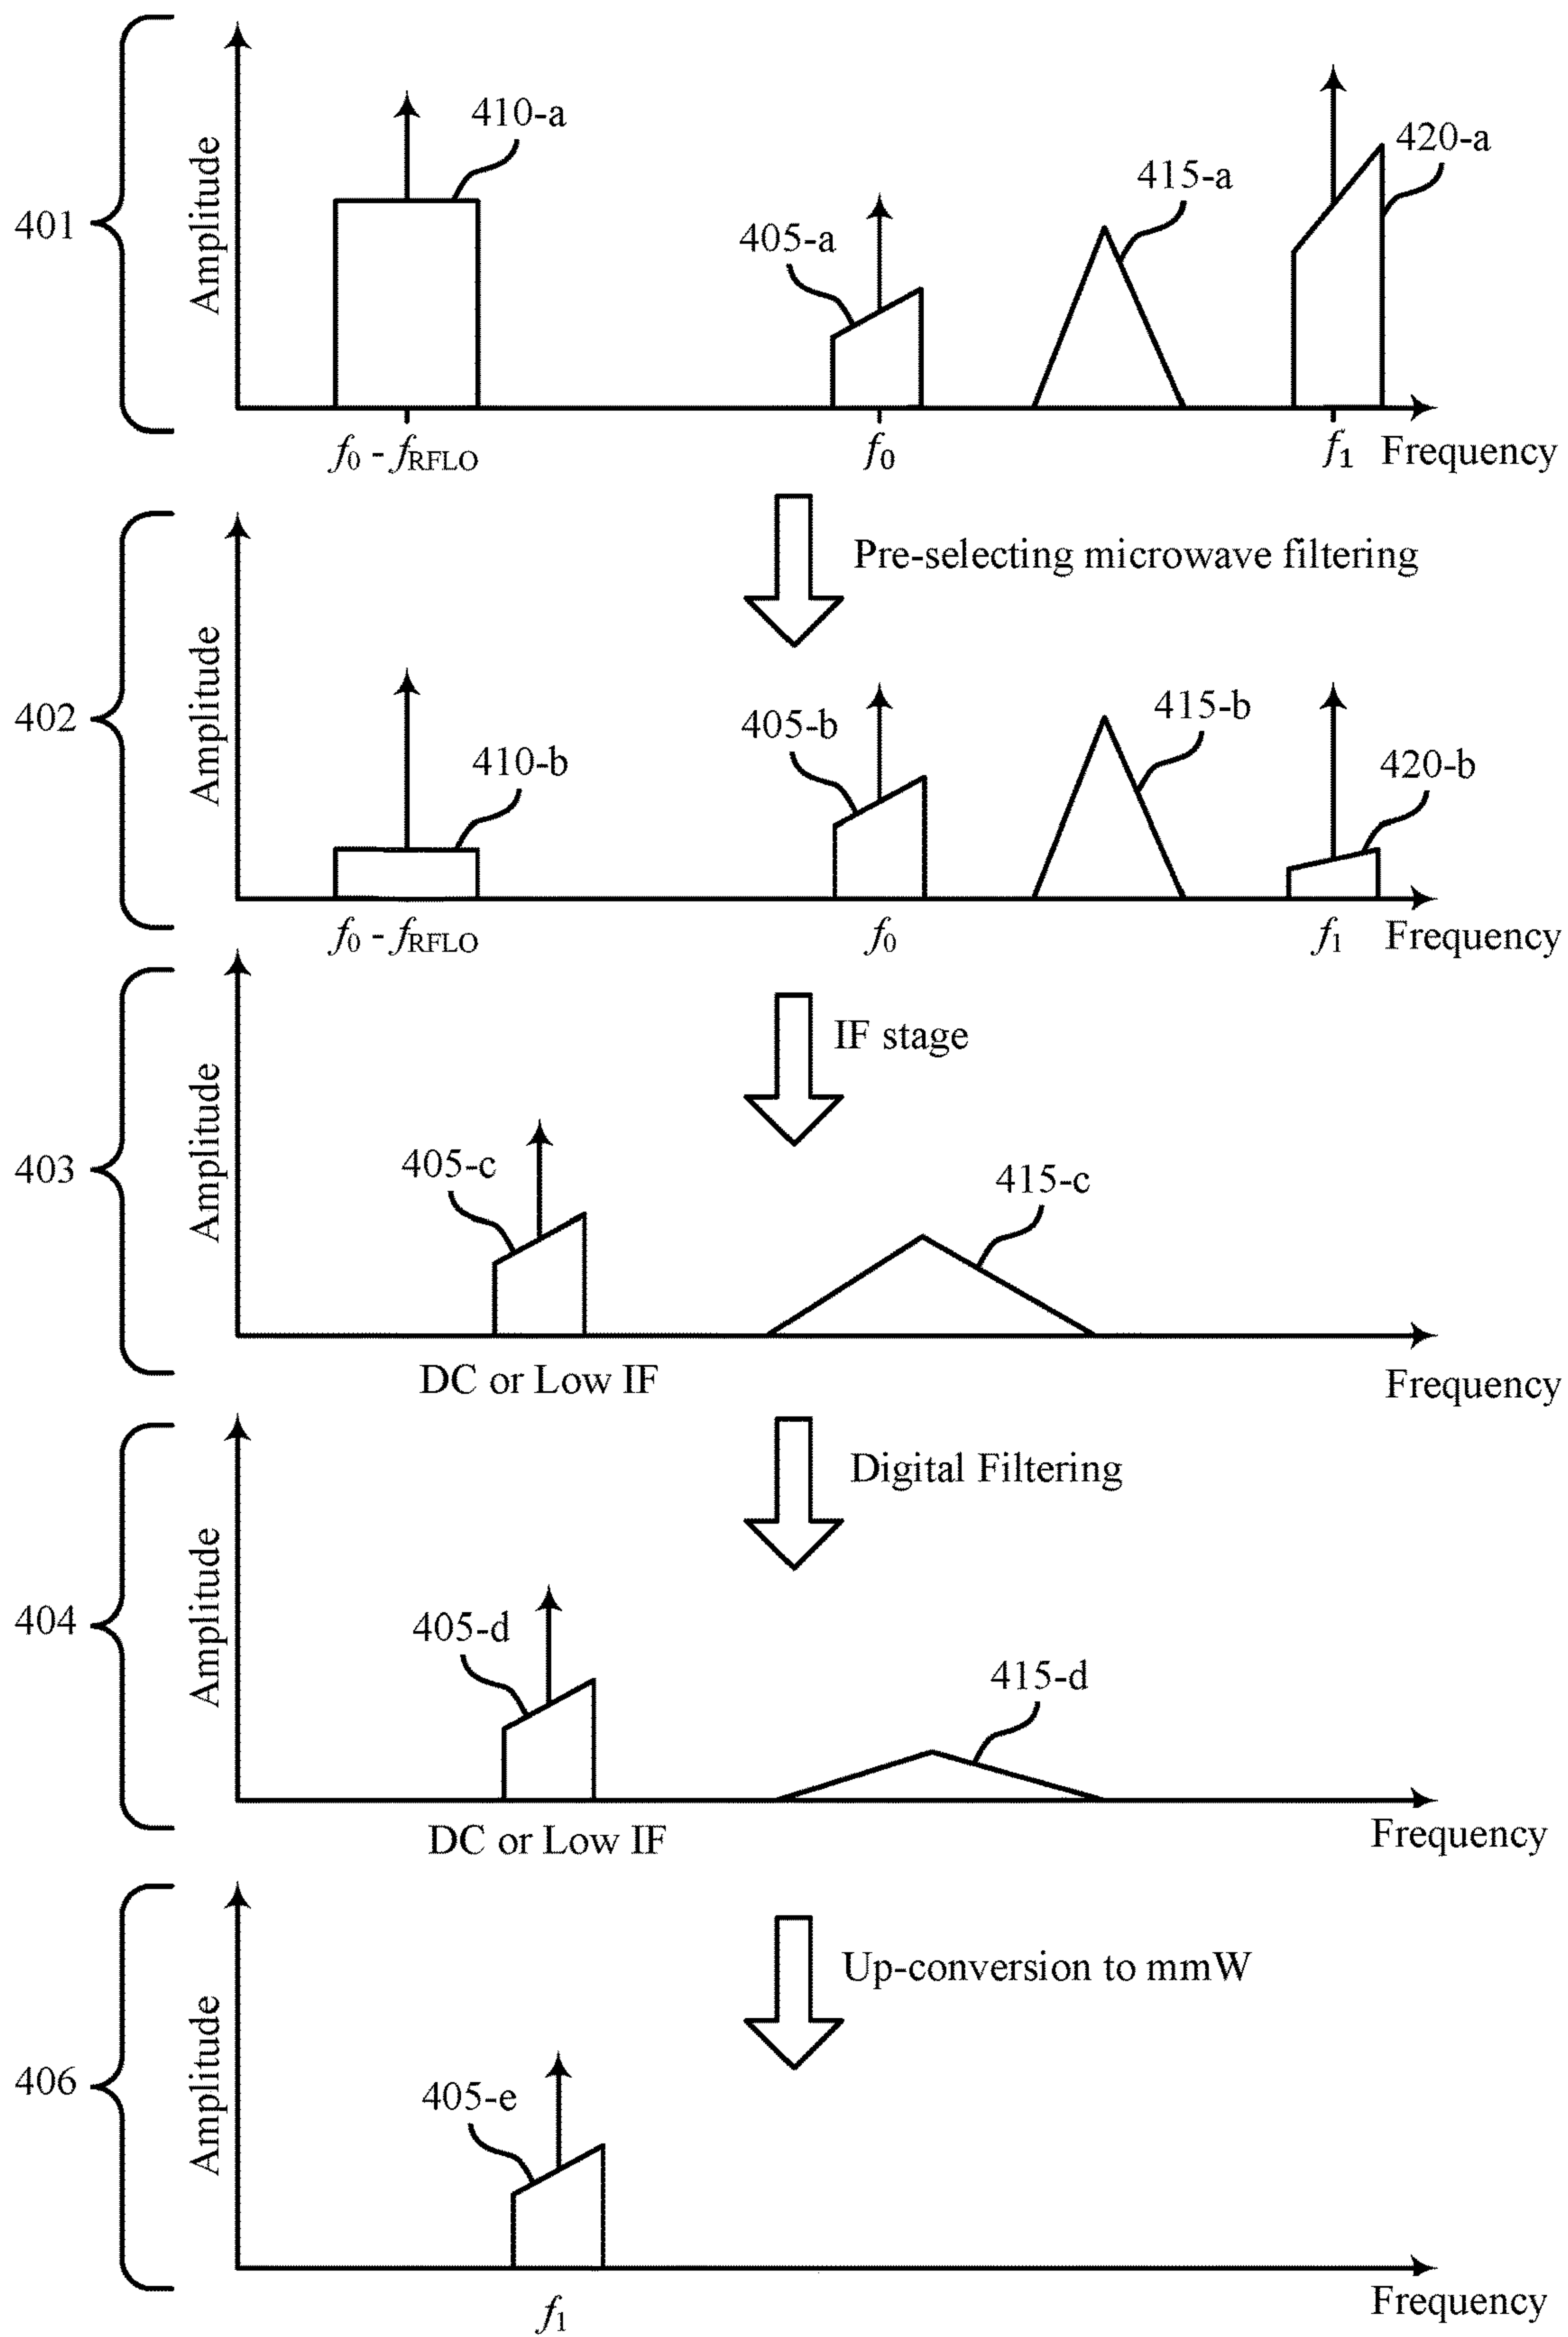 410-a
420-a
415-a
405-a
401
Amplitude
f0 - fRFLO
f0
f1
Frequency
Pre-selecting microwave filtering
402
Amplitude
410-b
405-b
415-b
420-b
f0 - fRFLO
f0
f1
Frequency
IF stage
403
Amplitude
405-c
415-c
DC or Low IF
Frequency
Digital Filtering
404
Amplitude
405-d
415-d
DC or Low IF
Frequency
Up-conversion to mmW
406
Amplitude
405-e
f1
Frequency